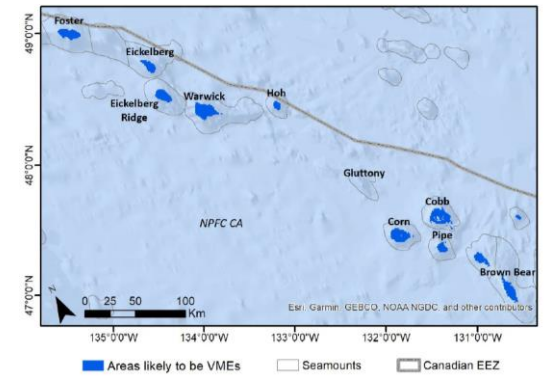 Foster
49°0'0"N
Eickelberg
Eickelberg
Ridge
Warwick
Hoh
48°0'0"N
Gluttony
Cobb
Corn
Pipe
NPFC CA
Brown Bear
47°0'0"N
N
0 25 50 100
Km
Esri, Garmin, GEBCO, NOAA NGDC, and other contributors
135°0'0"W 134°0'0"W 133°0'0"W 132°0'0"W 131°0'0"W
Areas likely to be VMEs Seamounts Canadian EEZ